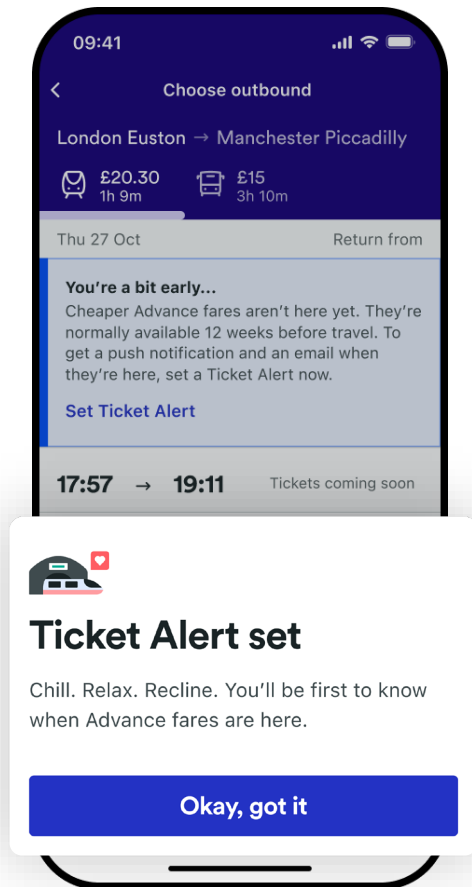 09:41
Choose outbound
London Euston → Manchester Piccadilly
£20.30 £15
1h 9m 3h 10m
Thu 27 Oct Return from
You're a bit early...
Cheaper Advance fares aren't here yet. They're
normally available 12 weeks before travel. To
get a push notification and an email when
they're here, set a Ticket Alert now.
Set Ticket Alert
17:57 → 19:11 Tickets coming soon
Ticket Alert set
Chill. Relax. Recline. You'll be first to know
when Advance fares are here.
Okay, got it